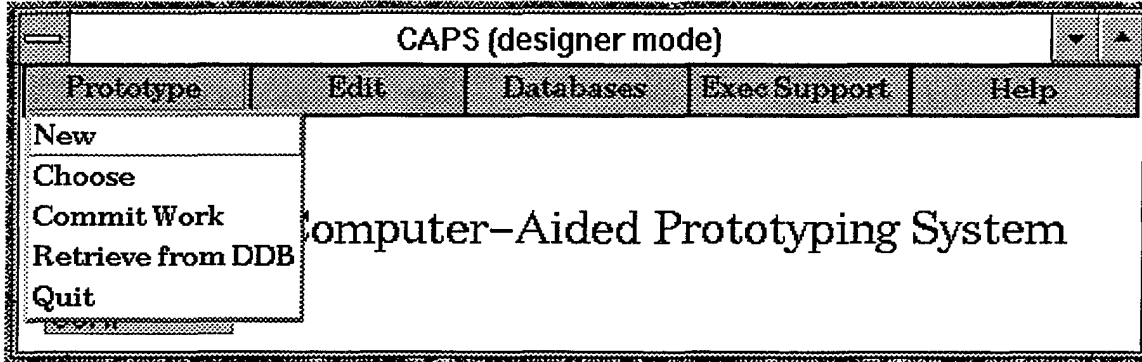 CAPS (designer mode)
Prototype Edit Databases Exec Support Help
New
Choose
Commit Work
omputer-Aided Prototyping System
Retrieve from DDB
Quit